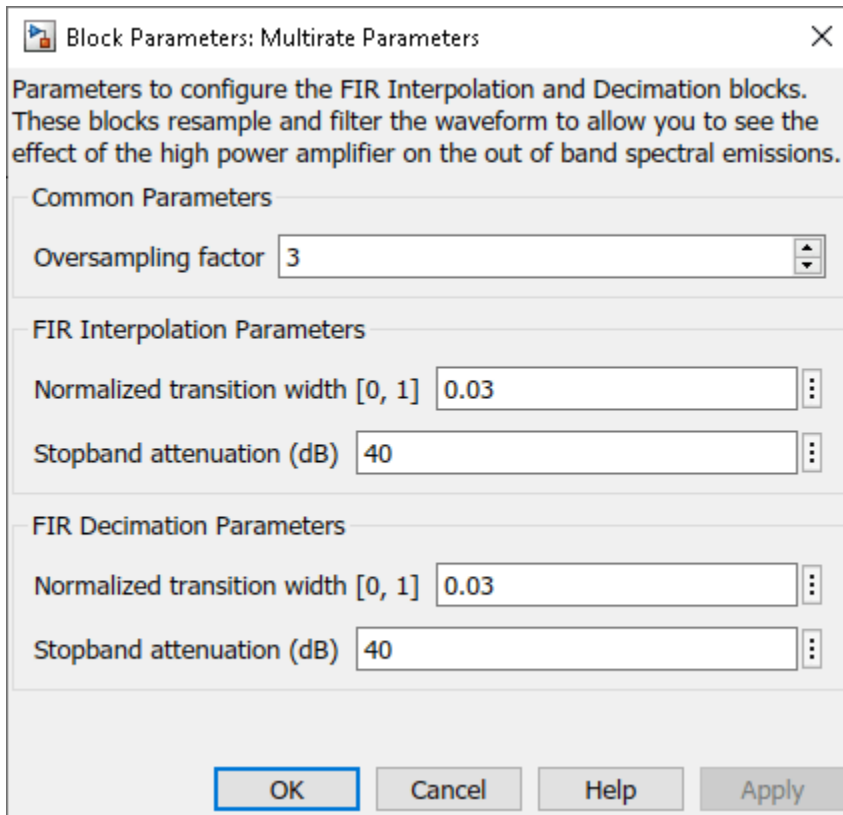 Block Parameters: Multirate Parameters
Parameters to configure the FIR Interpolation and Decimation blocks.
These blocks resample and filter the waveform to allow you to see the
effect of the high power amplifier on the out of band spectral emissions.
Common Parameters
Oversampling factor 3
FIR Interpolation Parameters
Normalized transition width [0, 1] 0.03
Stopband attenuation (dB) 40
FIR Decimation Parameters
Normalized transition width [0, 1] 0.03
Stopband attenuation (dB) 40
OK Cancel Help Apply